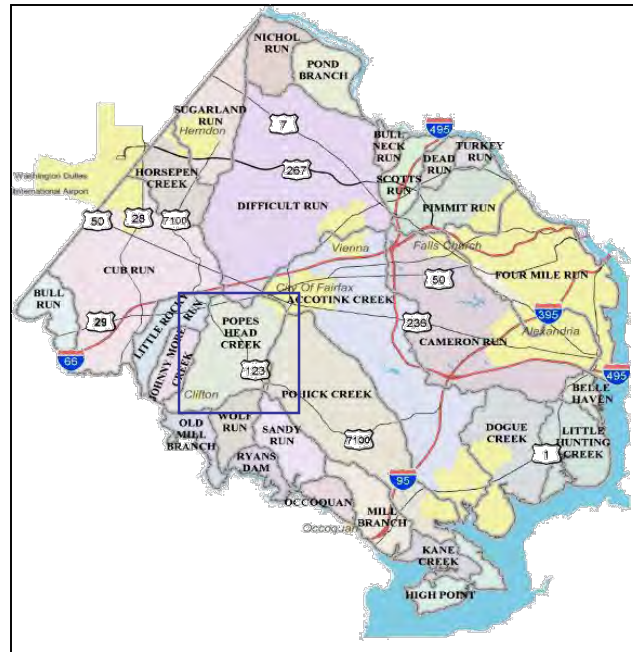 NICHOL
RUN
POND
BRANCH
SUGARLAND
RUN
Herndon
7
BULL
NECK
RUN
495
TURKEY
RUN
DEAD
RUN
SCOTTS
RUN
Washington Dulles
International Airport
HORSEPEN
CREEK
267
PIMMIT RUN
DIFFICULT RUN
50
28
7100
Vienna
Falls Church
CUB RUN
BULL
RUN
City Of Fairfax
ACCOTINK CREEK
50
FOUR MILE RUN
29
LITTLE ROCKY
RUN
JOHNNY MORE
CREEK
POPES
HEAD
CREEK
236
395
Alexandria
CAMERON RUN
66
123
Clifton
POHICK CREEK
495
BELLE
HAVEN
OLD
MILL
BRANCH
WOLF
RUN
SANDY
RUN
RYANS
DAM
7100
DOGUE
CREEK
LITTLE
HUNTING
CREEK
1
95
OCCOQUAN
Occoquan
MILL
BRANCH
KANE
CREEK
HIGH POINT